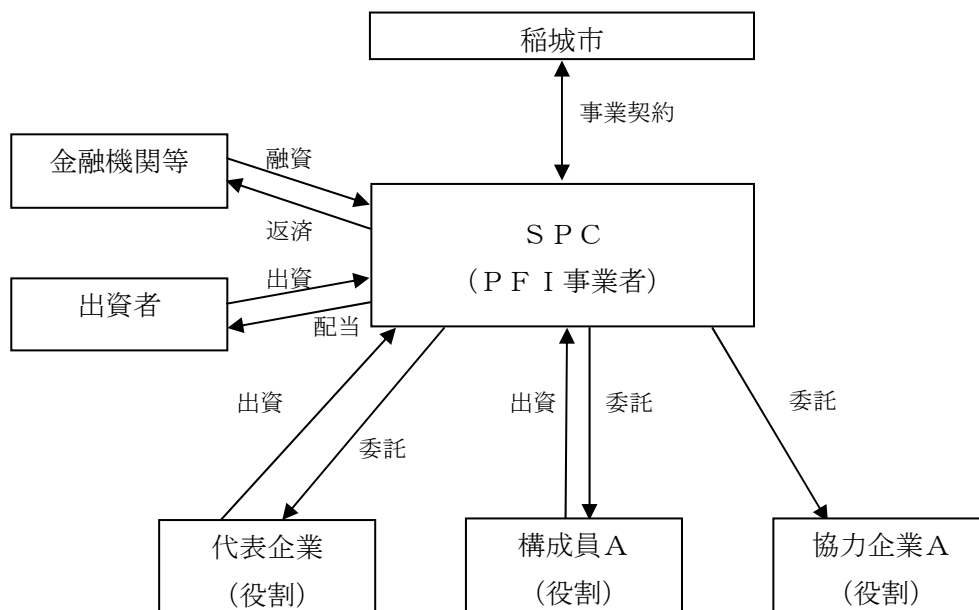 稲城市
事業契約
金融機関等
融資
返済
ＳＰＣ
（ＰＦＩ事業者）
出資者
出資
配当
出資
委託
出資
委託
委託
代表企業
（役割）
構成員Ａ
（役割）
協力企業Ａ
（役割）